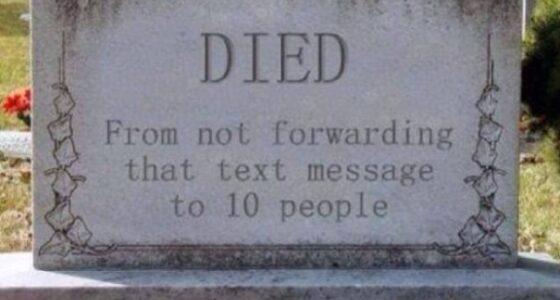 DIED
From not forwarding
that text message
to 10 people